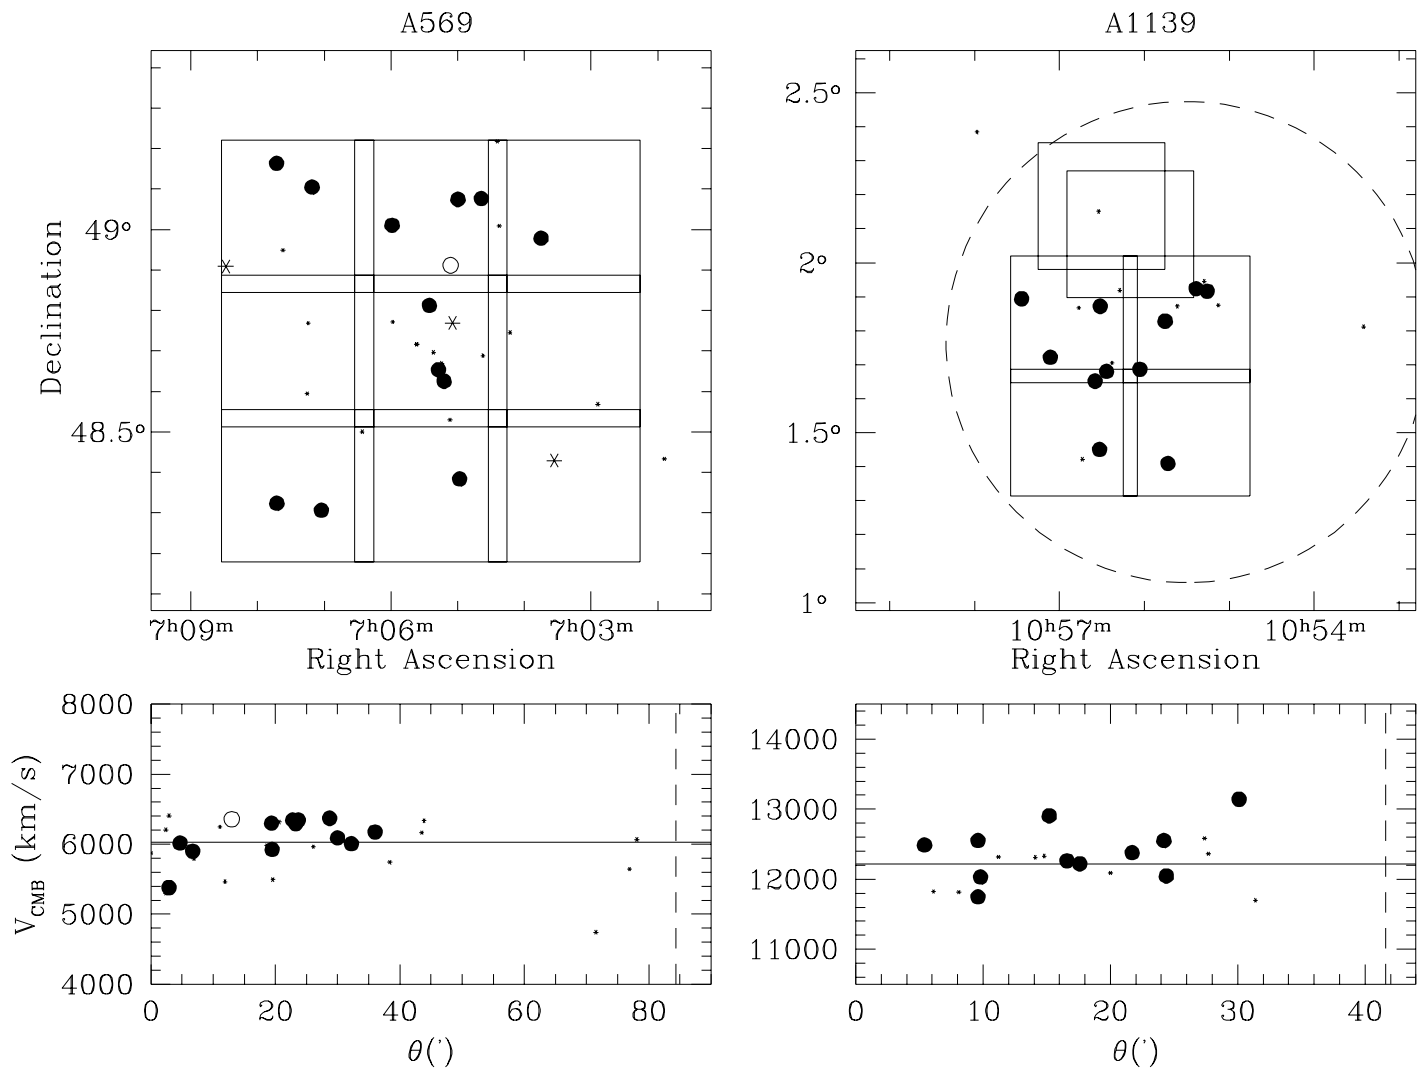 A569
A1139
49°
48.5°
Declination
7ʰ09ᵐ 7ʰ06ᵐ 7ʰ03ᵐ
Right Ascension
2.5°
2°
1.5°
1°
10ʰ57ᵐ 10ʰ54ᵐ
Right Ascension
8000
7000
6000
5000
4000
V_CMB (km/s)
0 20 40 60 80
θ(')
14000
13000
12000
11000
0 10 20 30 40
θ(')